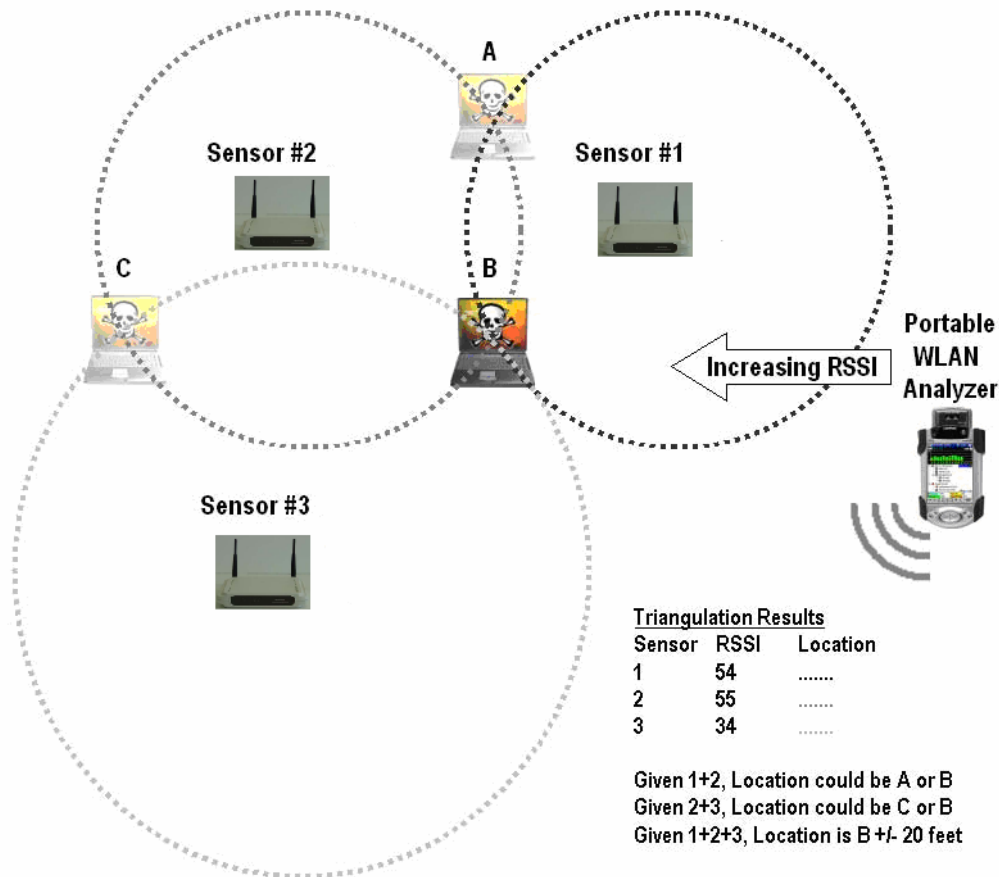 A
Sensor #2
Sensor #1
C
B
Portable
WLAN
Analyzer
Increasing RSSI
Sensor #3
Triangulation Results
Sensor RSSI Location
1 54 .......
2 55 .......
3 34 .......
Given 1+2, Location could be A or B
Given 2+3, Location could be C or B
Given 1+2+3, Location is B +/- 20 feet